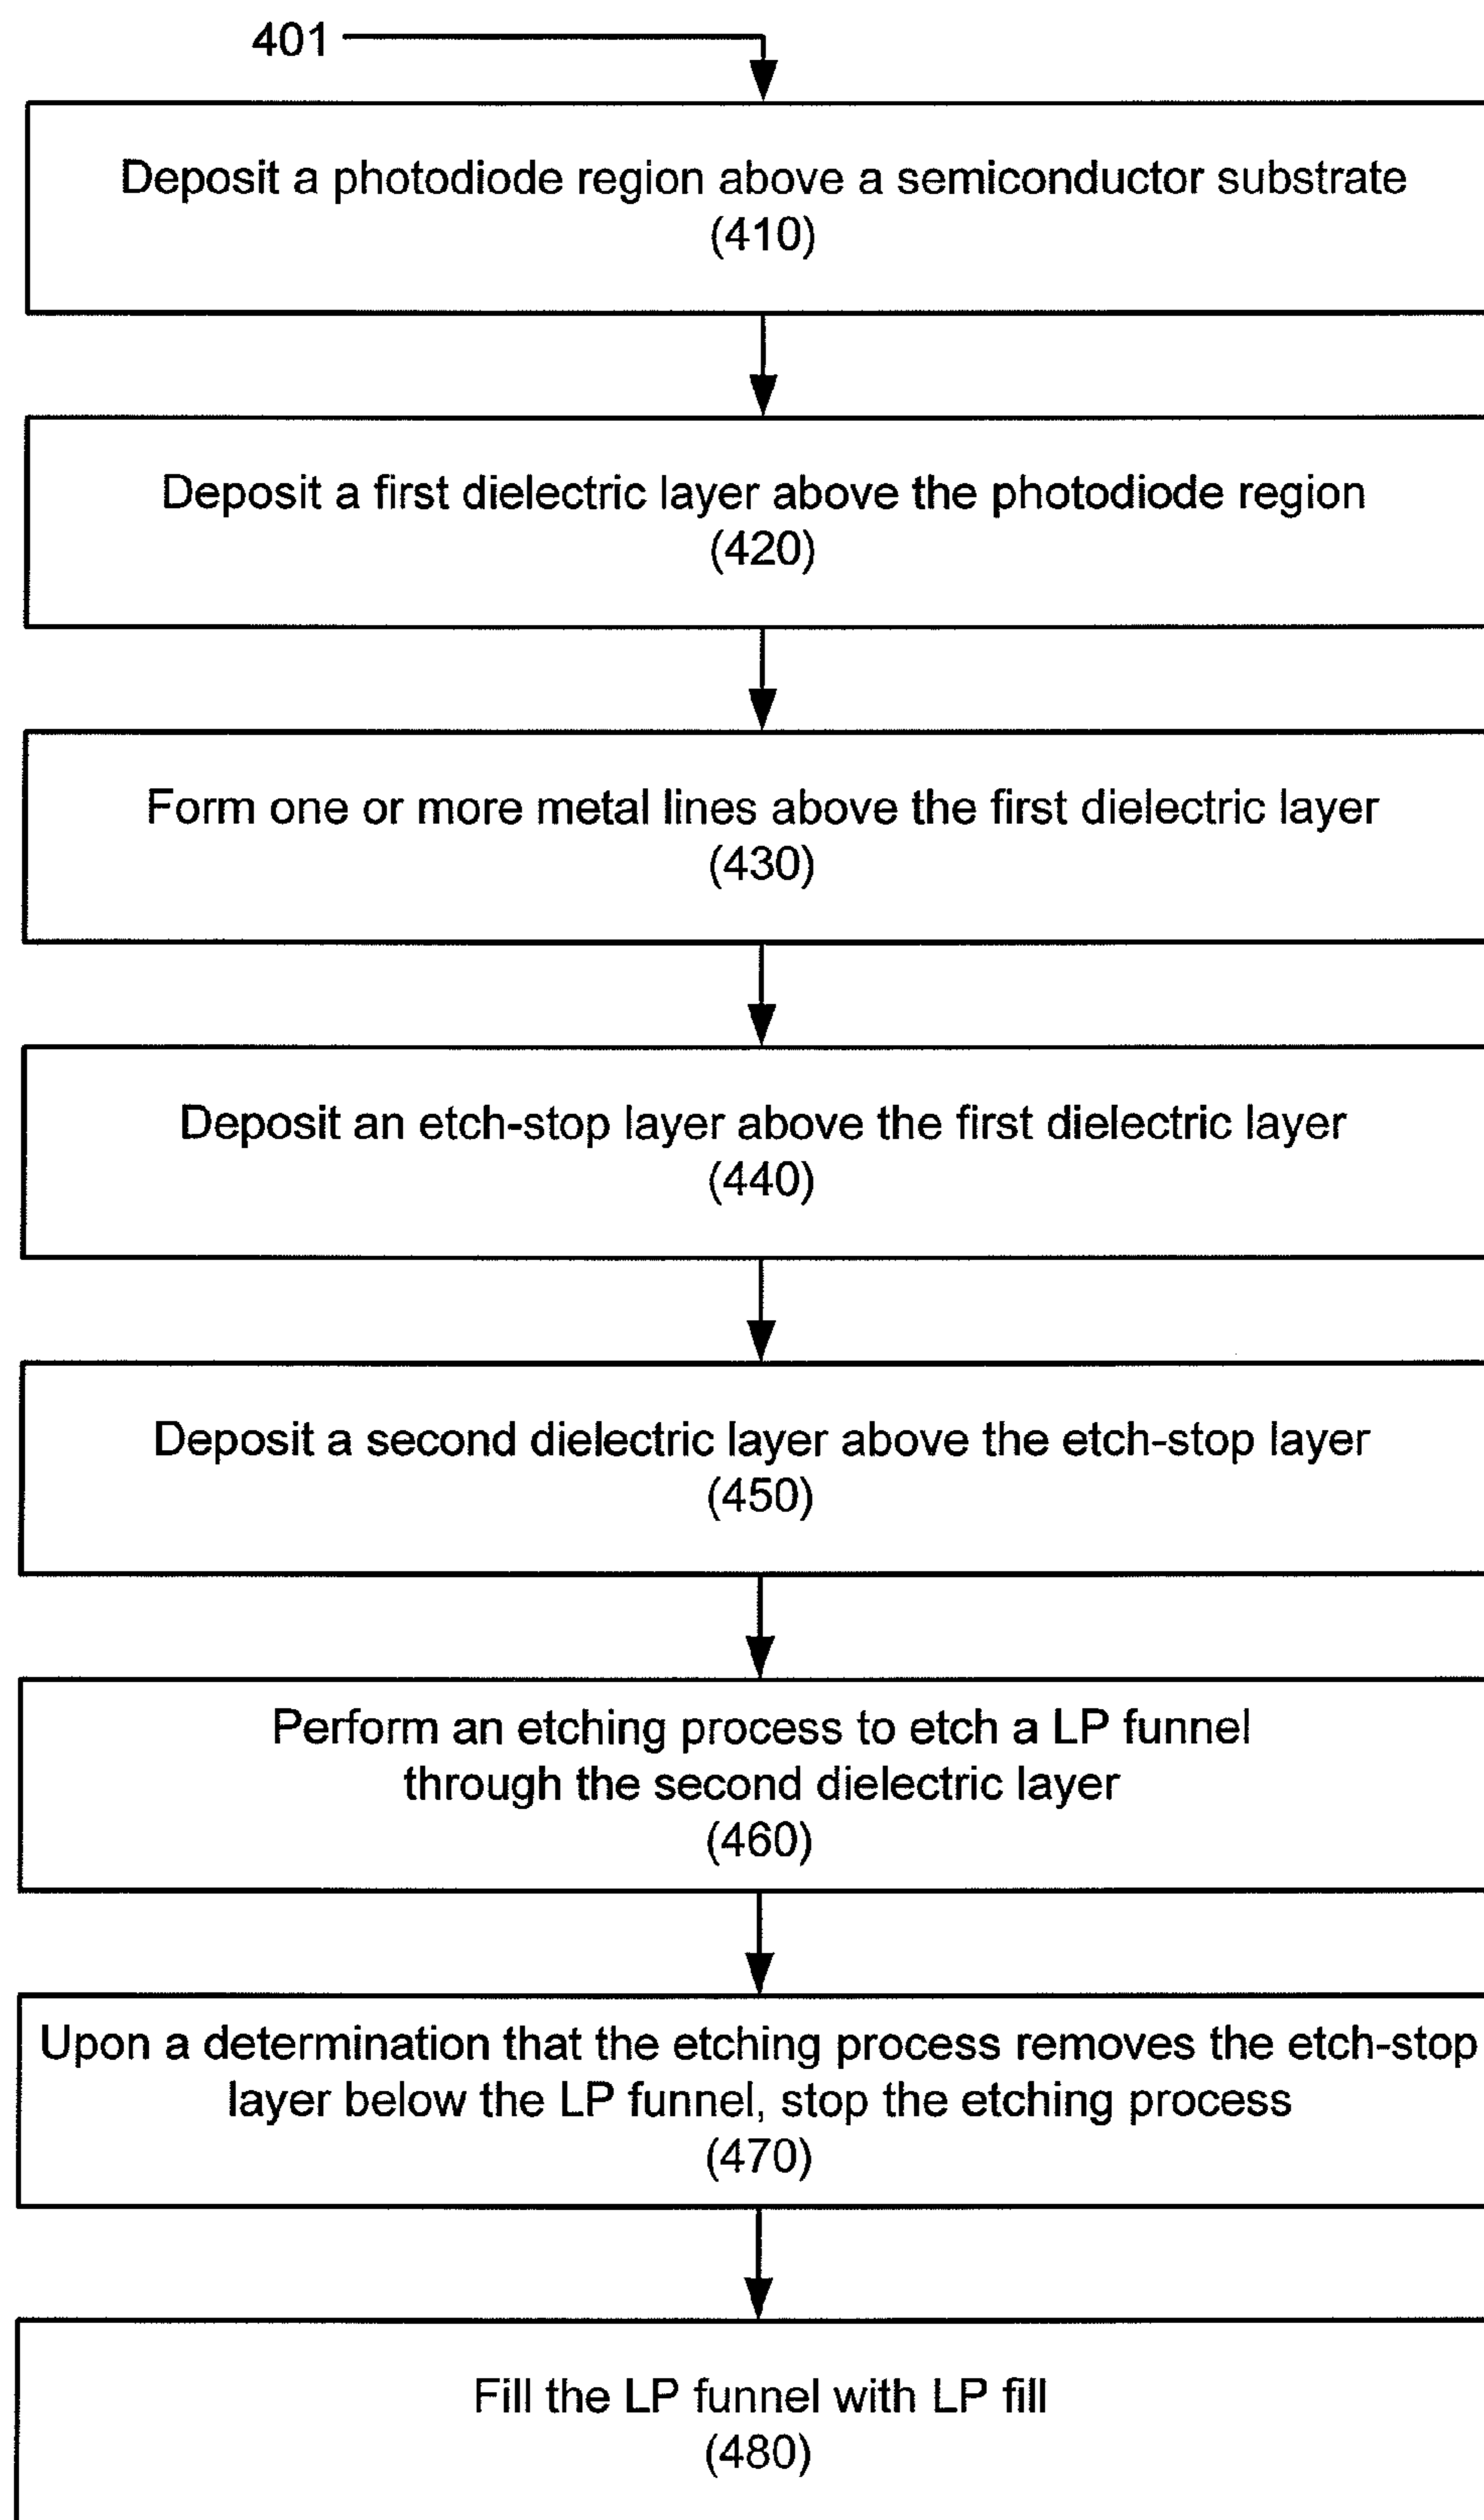 401
Deposit a photodiode region above a semiconductor substrate
(410)
Deposit a first dielectric layer above the photodiode region
(420)
Form one or more metal lines above the first dielectric layer
(430)
Deposit an etch-stop layer above the first dielectric layer
(440)
Deposit a second dielectric layer above the etch-stop layer
(450)
Perform an etching process to etch a LP funnel
through the second dielectric layer
(460)
Upon a determination that the etching process removes the etch-stop
layer below the LP funnel, stop the etching process
(470)
Fill the LP funnel with LP fill
(480)